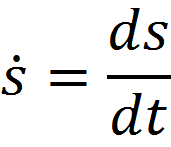 ṡ = ds/dt